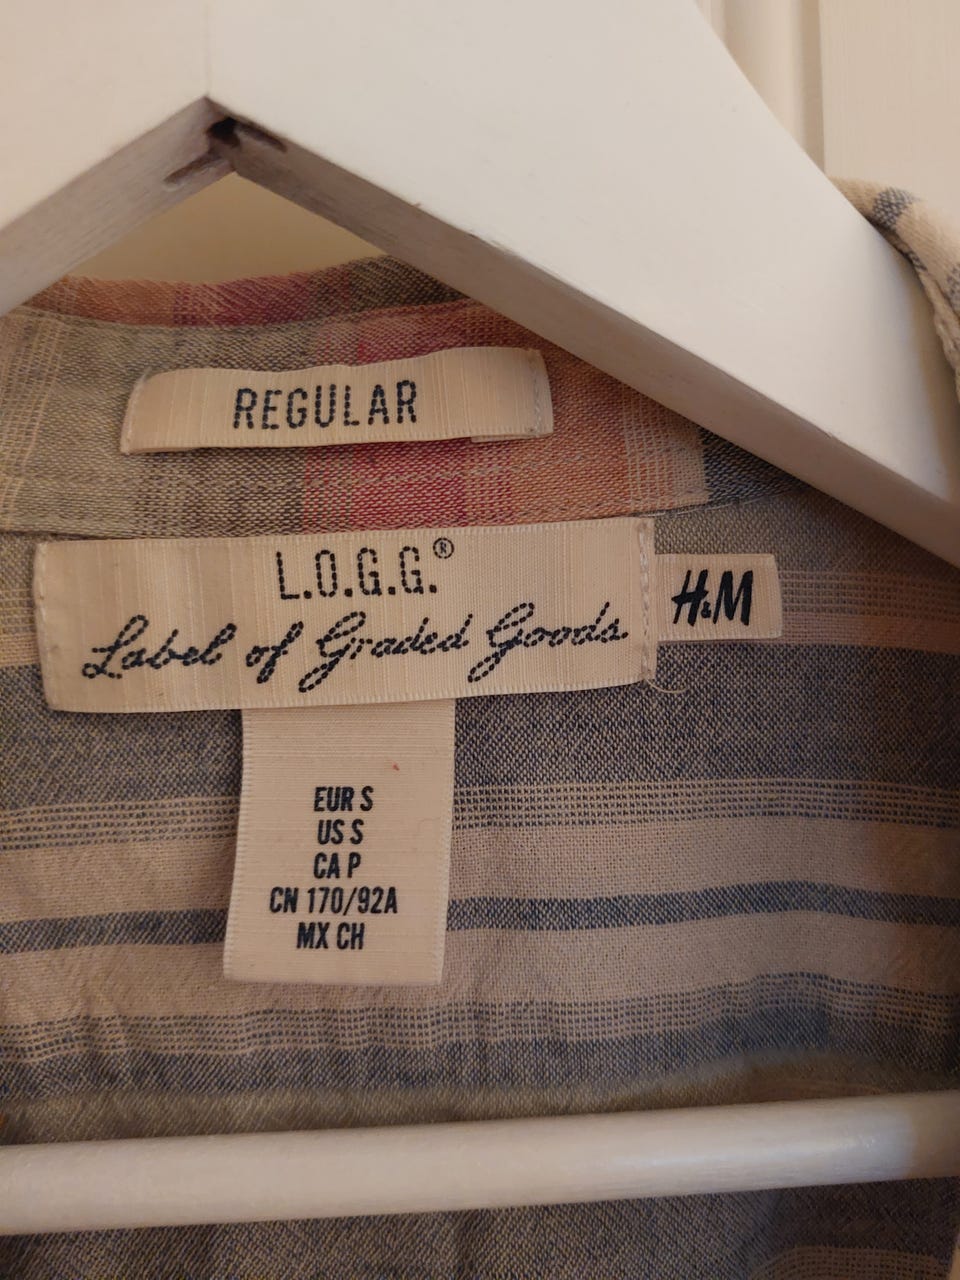 REGULAR
L.O.G.G.®
Label of Graded Goods.
H&M
EUR S
US S
CA P
CN 170/92A
MX CH